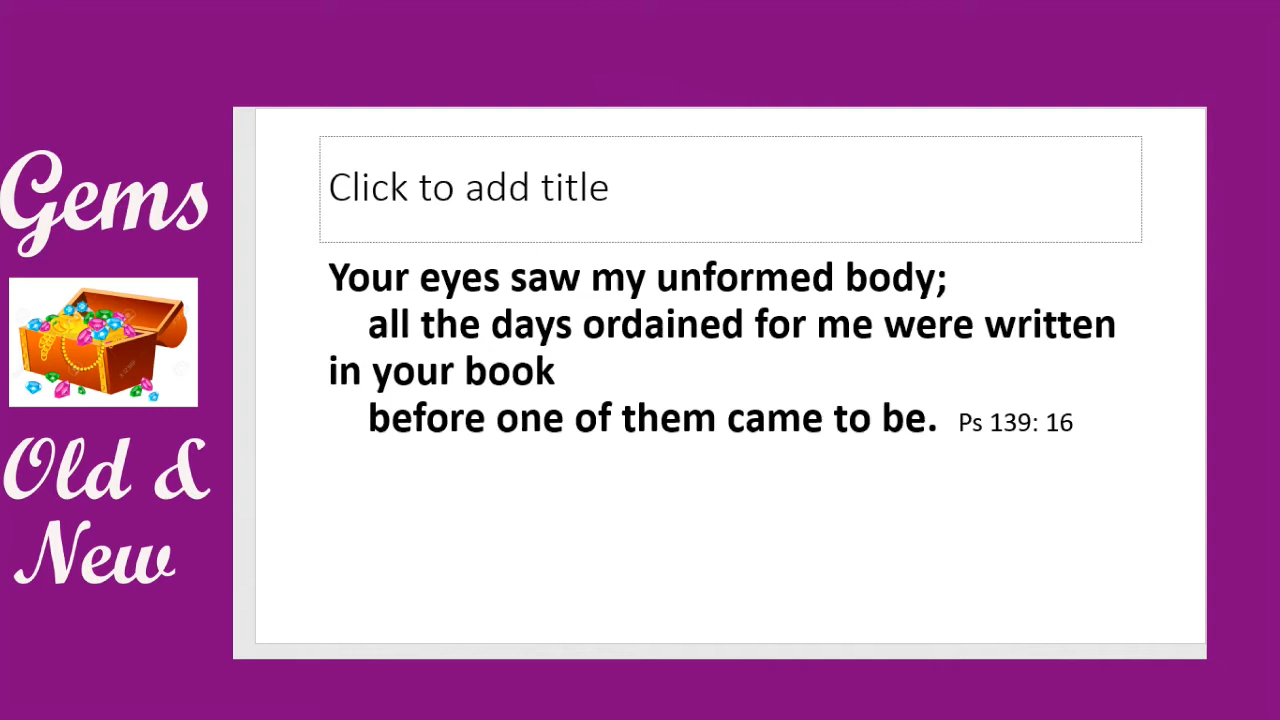 Gems
Old &
New
Click to add title
Your eyes saw my unformed body;
all the days ordained for me were written
in your book
before one of them came to be. Ps 139: 16